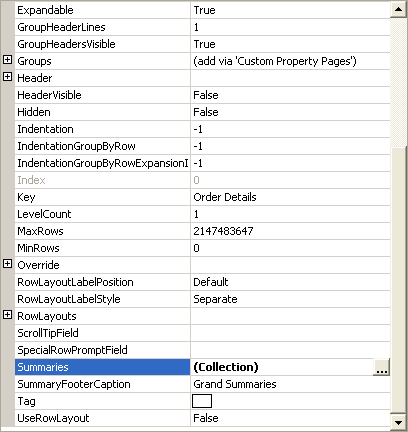 Expandable True
GroupHeaderLines 1
GroupHeadersVisible True
Groups (add via 'Custom Property Pages')
Header
HeaderVisible False
Hidden False
Indentation -1
IndentationGroupByRow -1
IndentationGroupByRowExpansionI -1
Index 0
Key Order Details
LevelCount 1
MaxRows 2147483647
MinRows 0
Override
RowLayoutLabelPosition Default
RowLayoutLabelStyle Separate
RowLayouts
ScrollTipField
SpecialRowPromptField
Summaries (Collection) ...
SummaryFooterCaption Grand Summaries
Tag
UseRowLayout False